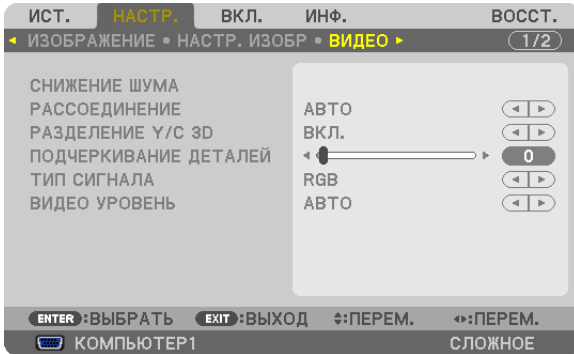 ИСТ. НАСТР. ВКЛ. ИНФ. ВОССТ.
ИЗОБРАЖЕНИЕ • НАСТР. ИЗОБР • ВИДЕО 1/2
СНИЖЕНИЕ ШУМА
РАССОЕДИНЕНИЕ АВТО
РАЗДЕЛЕНИЕ Y/C 3D ВКЛ.
ПОДЧЕРКИВАНИЕ ДЕТАЛЕЙ 0
ТИП СИГНАЛА RGB
ВИДЕО УРОВЕНЬ АВТО
ENTER :ВЫБРАТЬ EXIT :ВЫХОД :ПЕРЕМ. :ПЕРЕМ.
КОМПЬЮТЕР1 СЛОЖНОЕ